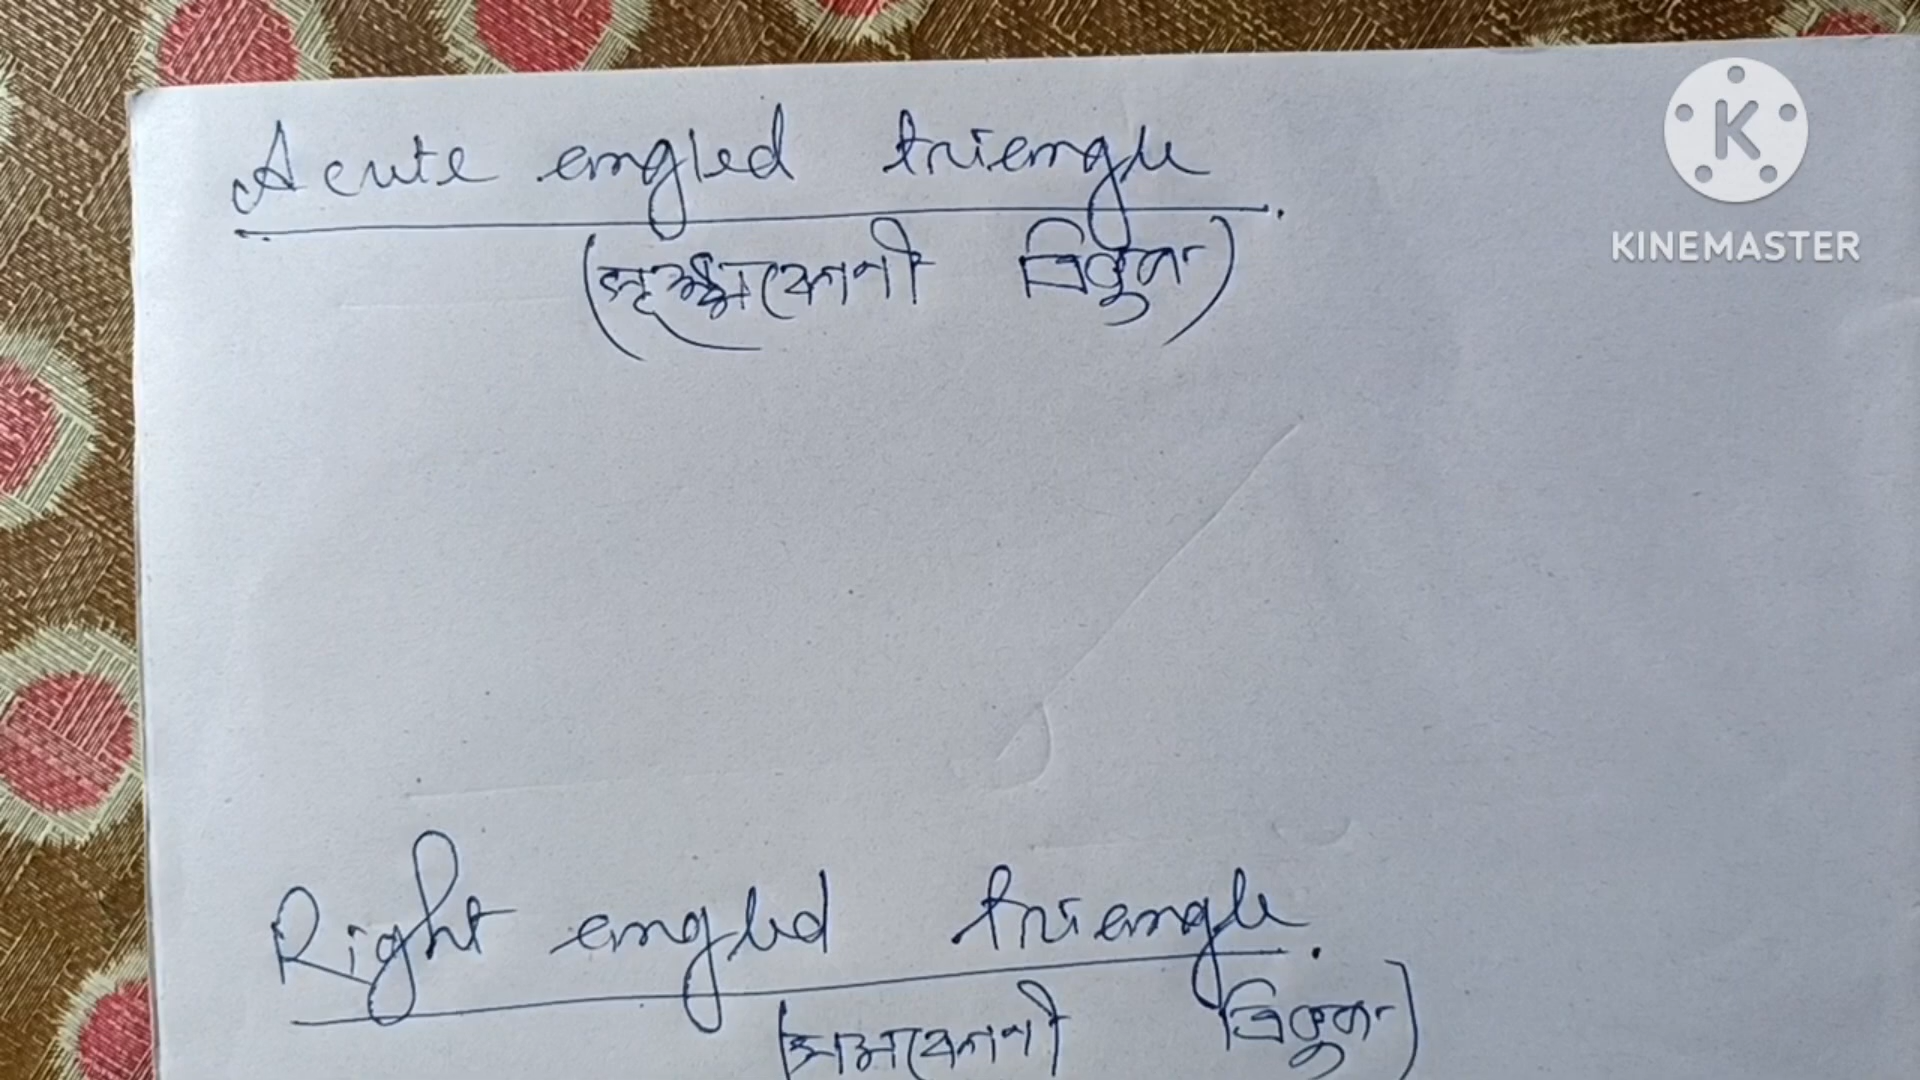 Acute angled triangle.
(সূক্ষ্মকোণী ত্রিভুজ)
K
KINEMASTER
Right angled triangle.
(সমকোণী ত্রিভুজ)